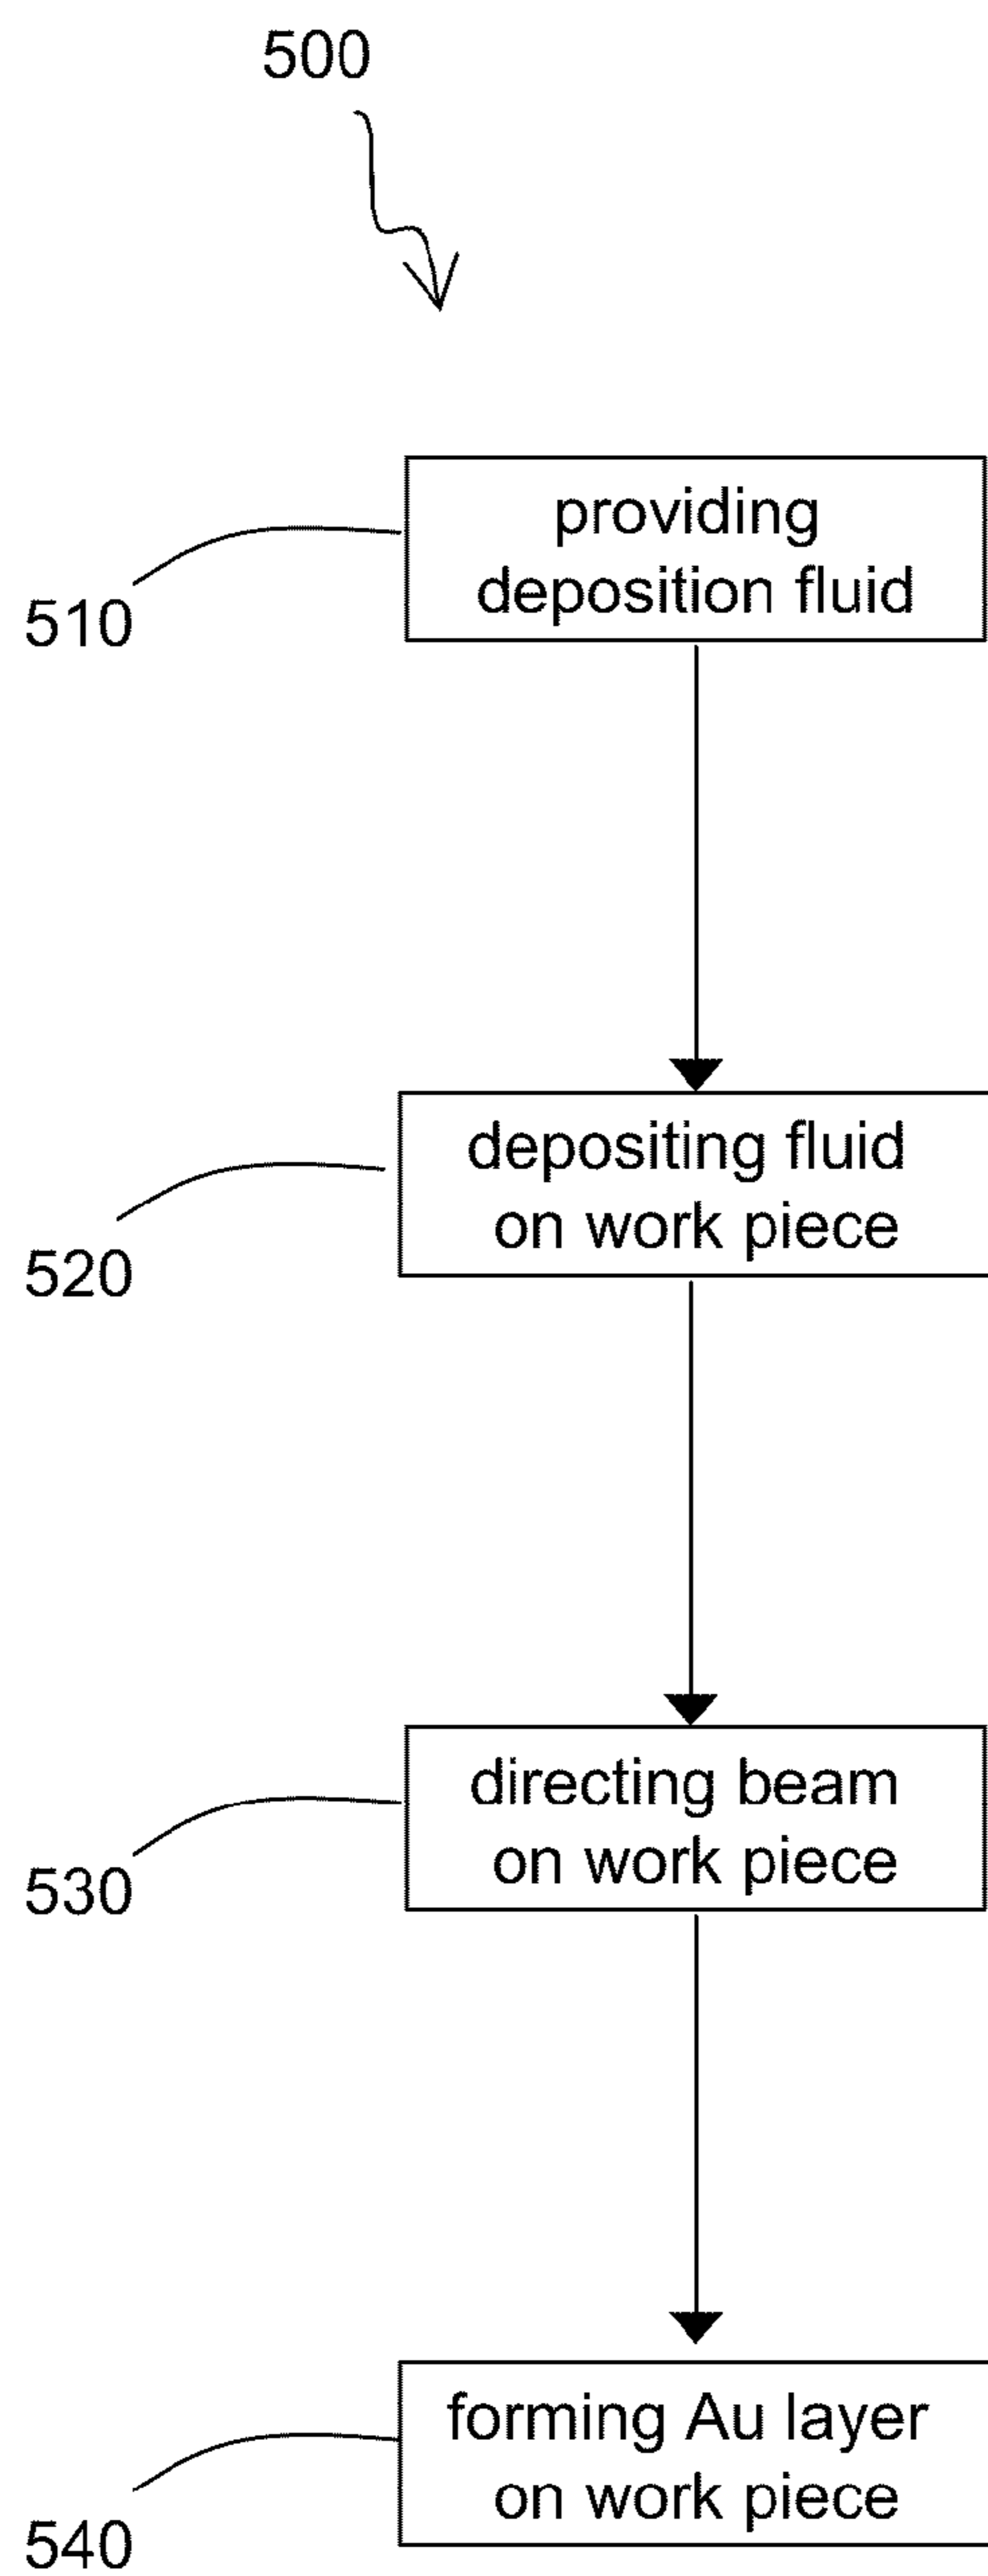 500
providing
deposition fluid
510
depositing fluid
on work piece
520
directing beam
on work piece
530
forming Au layer
on work piece
540